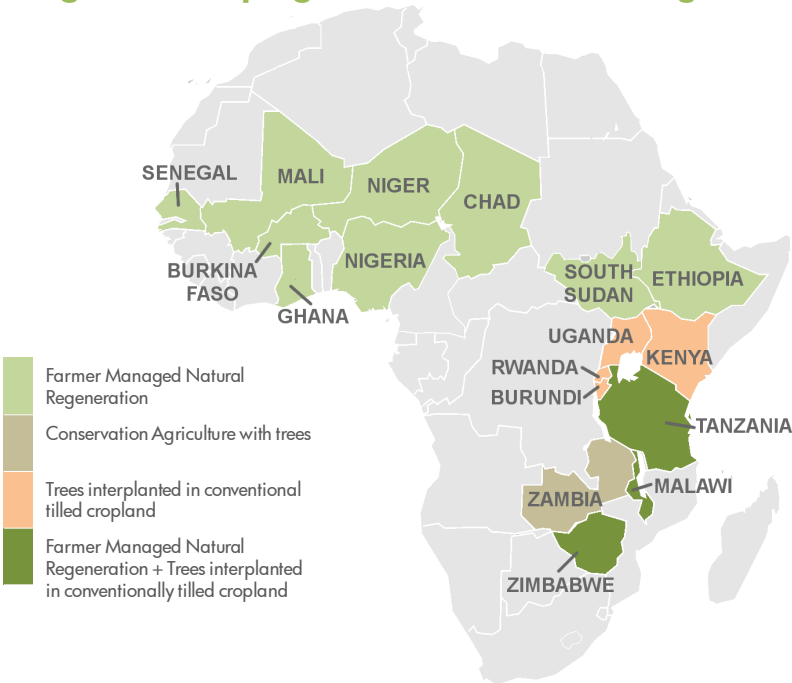 SENEGAL
MALI
NIGER
CHAD
BURKINA
FASO
NIGERIA
GHANA
SOUTH
SUDAN
ETHIOPIA
UGANDA
KENYA
RWANDA
BURUNDI
TANZANIA
MALAWI
ZAMBIA
ZIMBABWE
Farmer Managed Natural
Regeneration
Conservation Agriculture with trees
Trees interplanted in conventional
tilled cropland
Farmer Managed Natural
Regeneration + Trees interplanted
in conventionally tilled cropland